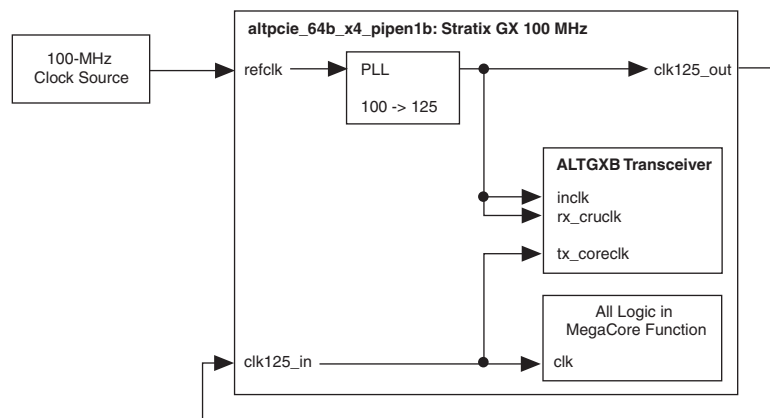 altpcie_64b_x4_pipen1b: Stratix GX 100 MHz
100-MHz
Clock Source
refclk
PLL
100 -> 125
clk125_out
ALTGXB Transceiver
inclk
rx_cruclk
tx_coreclk
All Logic in
MegaCore Function
clk125_in
clk